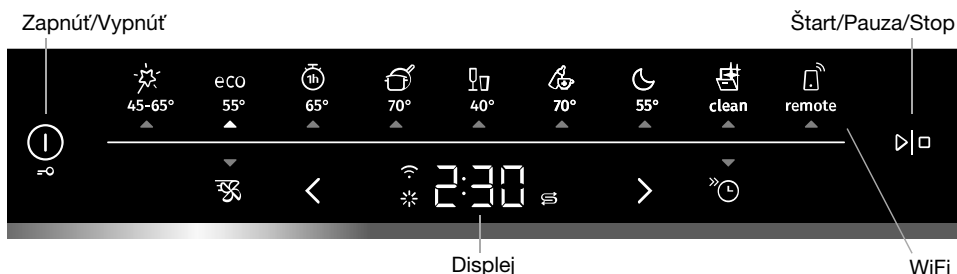 Zapnúť/Vypnúť
Štart/Pauza/Stop
eco
1h
45-65° 55° 65° 70° 40° 70° 55° clean remote
2:30
Displej
WiFi